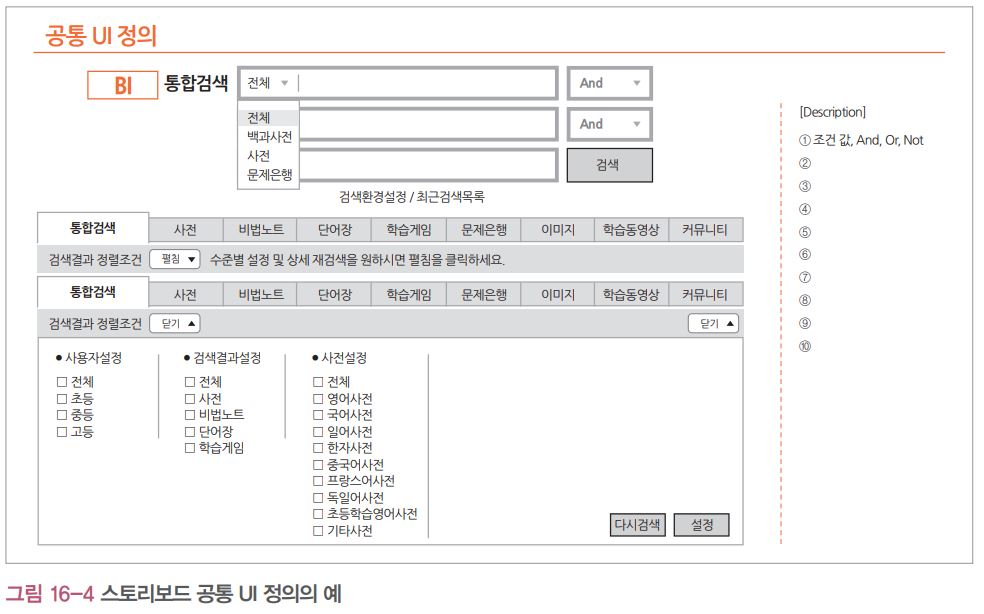 공통 UI 정의
BI 통합검색 전체 ▼ And ▼
전체 And ▼
백과사전
사전 검색
문제은행
검색환경설정 / 최근검색목록
통합검색 사전 비법노트 단어장 학습게임 문제은행 이미지 학습동영상 커뮤니티
검색결과 정렬조건 펼침 ▼ 수준별 설정 및 상세 재검색을 원하시면 펼침을 클릭하세요.
통합검색 사전 비법노트 단어장 학습게임 문제은행 이미지 학습동영상 커뮤니티
검색결과 정렬조건 닫기 ▲ 닫기 ▲
● 사용자설정
□ 전체
□ 초등
□ 중등
□ 고등
● 검색결과설정
□ 전체
□ 사전
□ 비법노트
□ 단어장
□ 학습게임
● 사전설정
□ 전체
□ 영어사전
□ 국어사전
□ 일어사전
□ 한자사전
□ 중국어사전
□ 프랑스어사전
□ 독일어사전
□ 초등학습영어사전
□ 기타사전
다시검색 설정
[Description]
① 조건 값, And, Or, Not
②
③
④
⑤
⑥
⑦
⑧
⑨
⑩
그림 16-4 스토리보드 공통 UI 정의의 예